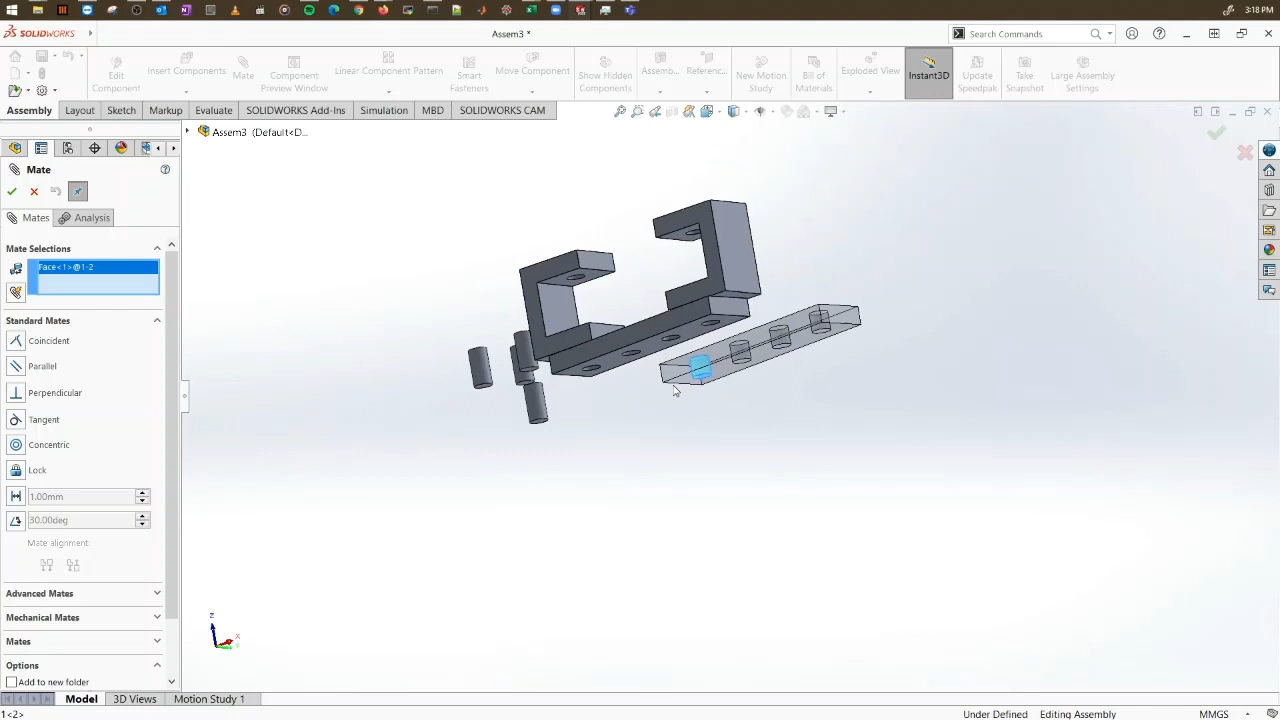 3:18 PM
SOLIDWORKS
Assem3 *
Search Commands
Edit Component
Insert Components
Mate
Component Preview Window
Linear Component Pattern
Smart Fasteners
Move Component
Show Hidden Components
Assemb...
Referenc...
New Motion Study
Bill of Materials
Exploded View
Instant3D
Update Speedpak
Take Snapshot
Large Assembly Settings
Assembly
Layout
Sketch
Markup
Evaluate
SOLIDWORKS Add-Ins
Simulation
MBD
SOLIDWORKS CAM
Assem3 (Default<D...
Mate
Mates
Analysis
Mate Selections
Face<1>@1-2
Standard Mates
Coincident
Parallel
Perpendicular
Tangent
Concentric
Lock
1.00mm
30.00deg
Mate alignment:
Advanced Mates
Mechanical Mates
Mates
Options
Add to new folder
z
x
Model
3D Views
Motion Study 1
1<2>
Under Defined
Editing Assembly
MMGS